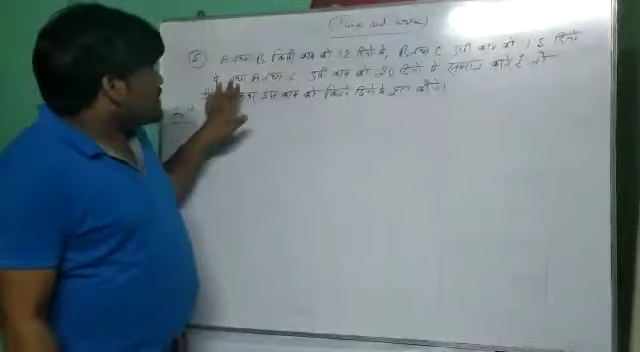 (Time and work)
(5) A तथा B किसी काम को 12 दिनो मे, B तथा C उसी काम को 15 दिनो
मे तथा A तथा C उसी काम को 20 दिनो मे समाप्त करते है तो
उस काम को कितने दिनो मे पूरा करेंगे।